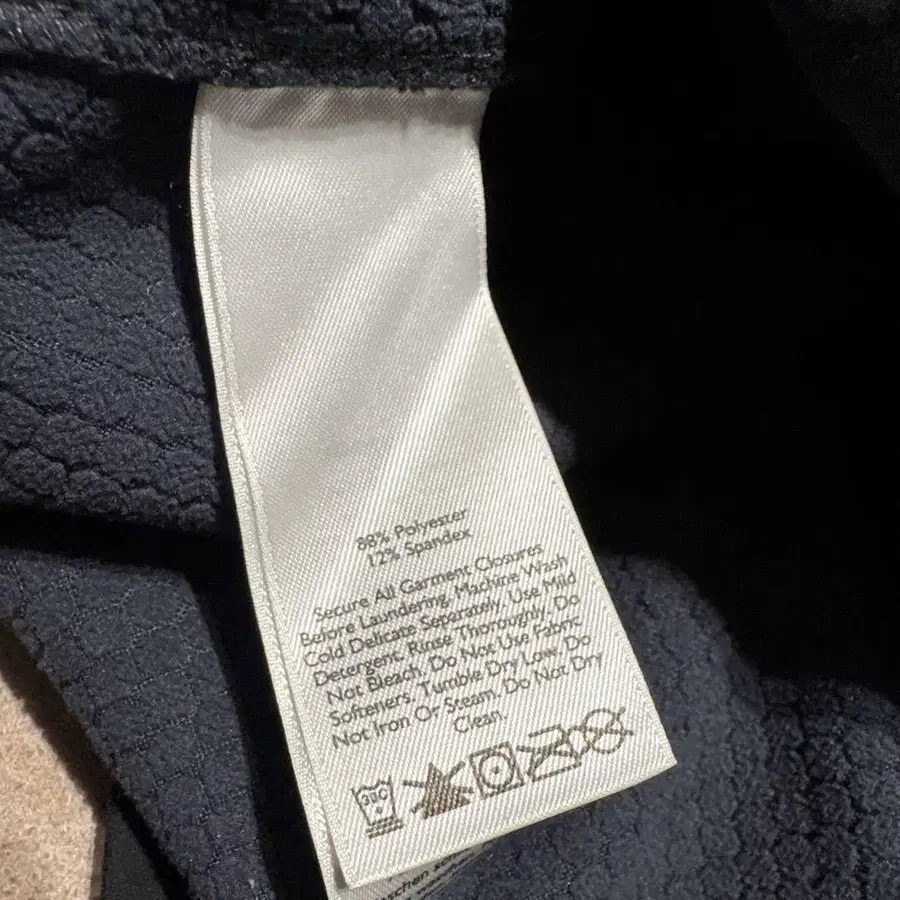 88% Polyester
12% Spandex
Secure All Garment Closures
Before Laundering, Machine Wash
Cold Delicate Separately, Use Mild
Detergent, Rinse Thoroughly, Do
Not Bleach, Do Not Use Fabric
Softeners, Tumble Dry Low, Do
Not Iron Or Steam. Do Not Dry
Clean.
30C